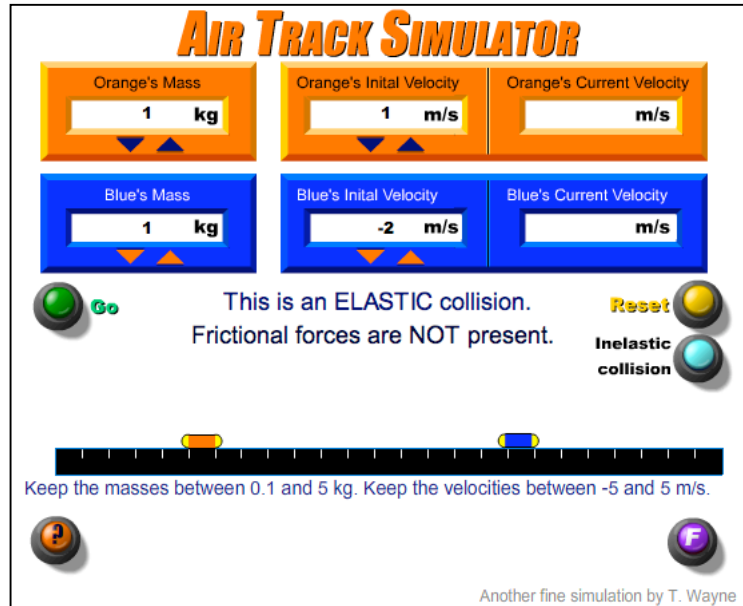 AIR TRACK SIMULATOR
Orange's Mass
1 kg
Orange's Inital Velocity
1 m/s
Orange's Current Velocity
m/s
Blue's Mass
1 kg
Blue's Inital Velocity
-2 m/s
Blue's Current Velocity
m/s
Go
This is an ELASTIC collision.
Frictional forces are NOT present.
Reset
Inelastic
collision
Keep the masses between 0.1 and 5 kg. Keep the velocities between -5 and 5 m/s.
?
F
Another fine simulation by T. Wayne